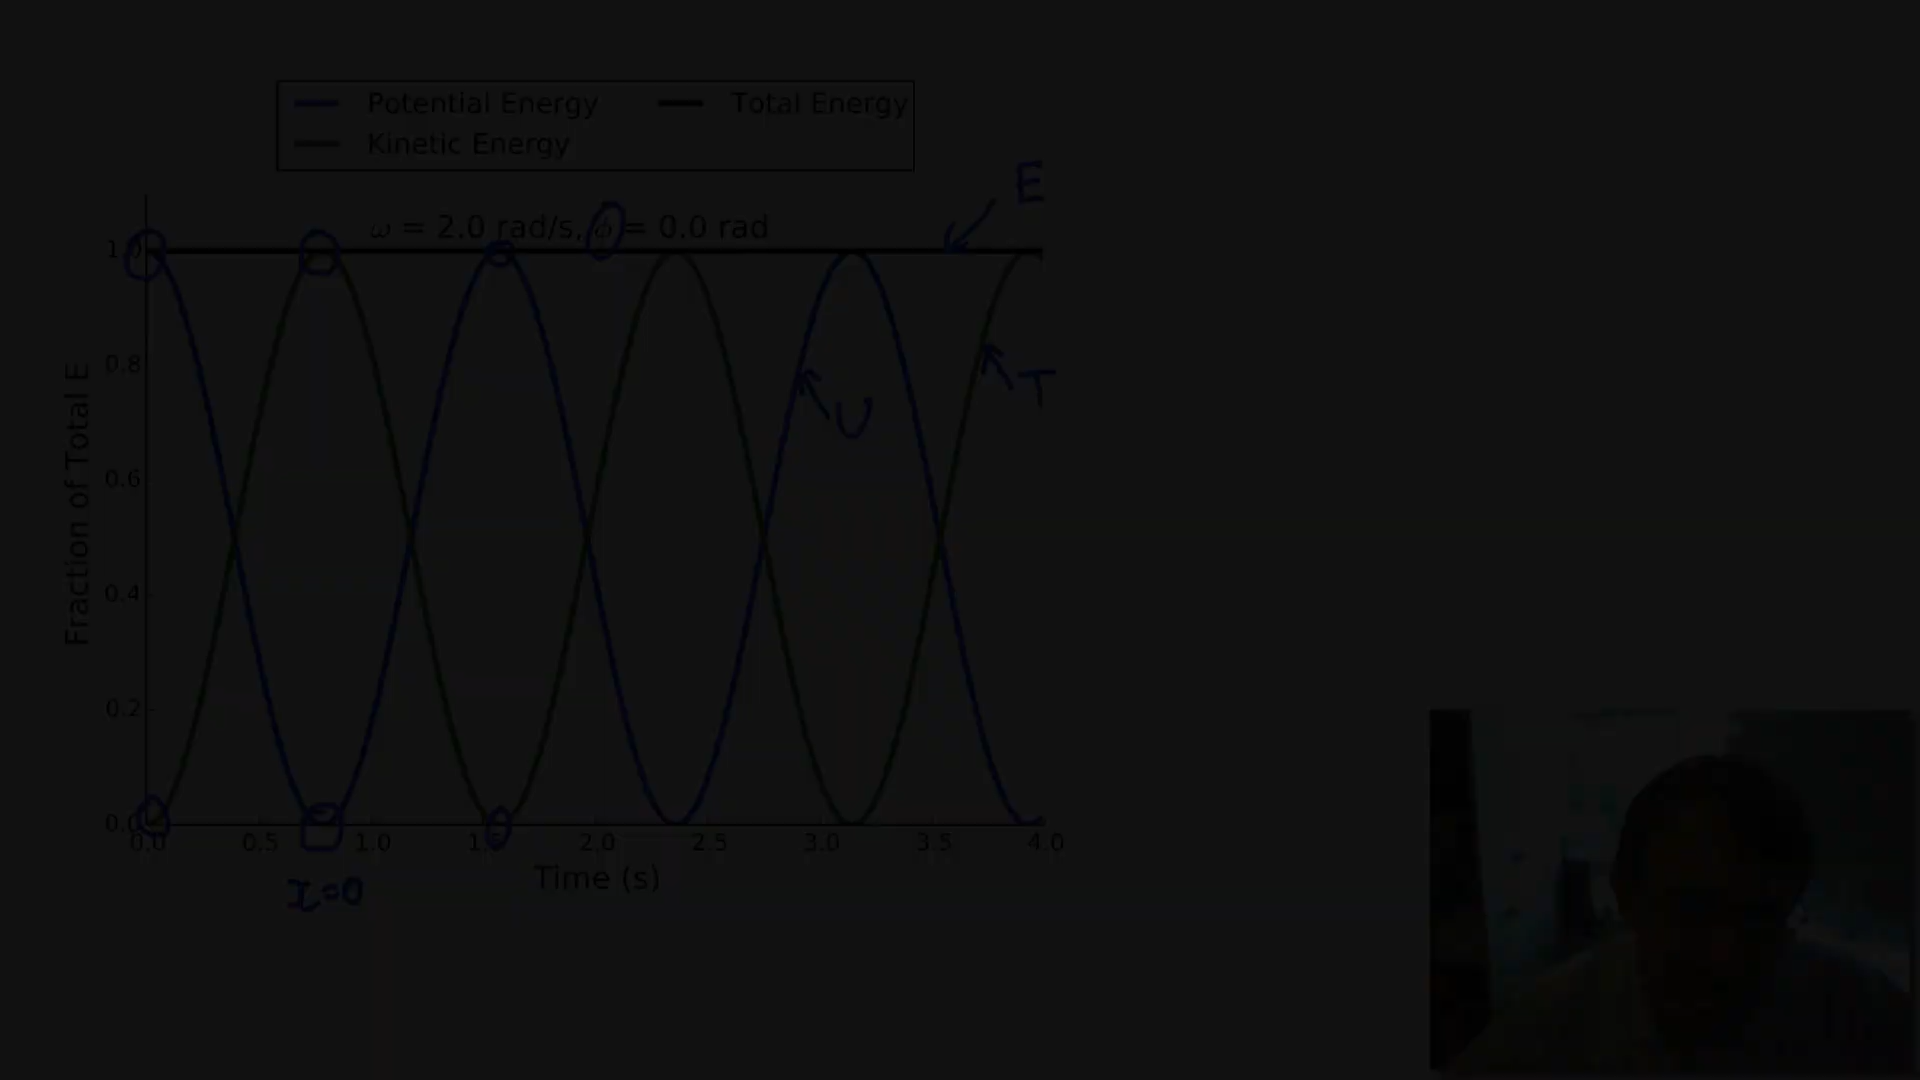 Potential Energy
Total Energy
Kinetic Energy
E
ω = 2.0 rad/s, ϕ = 0.0 rad
1.0
0.8
0.6
0.4
0.2
0.0
Fraction of Total E
U
T
0.0 0.5 1.0 1.5 2.0 2.5 3.0 3.5 4.0
Time (s)
x=0